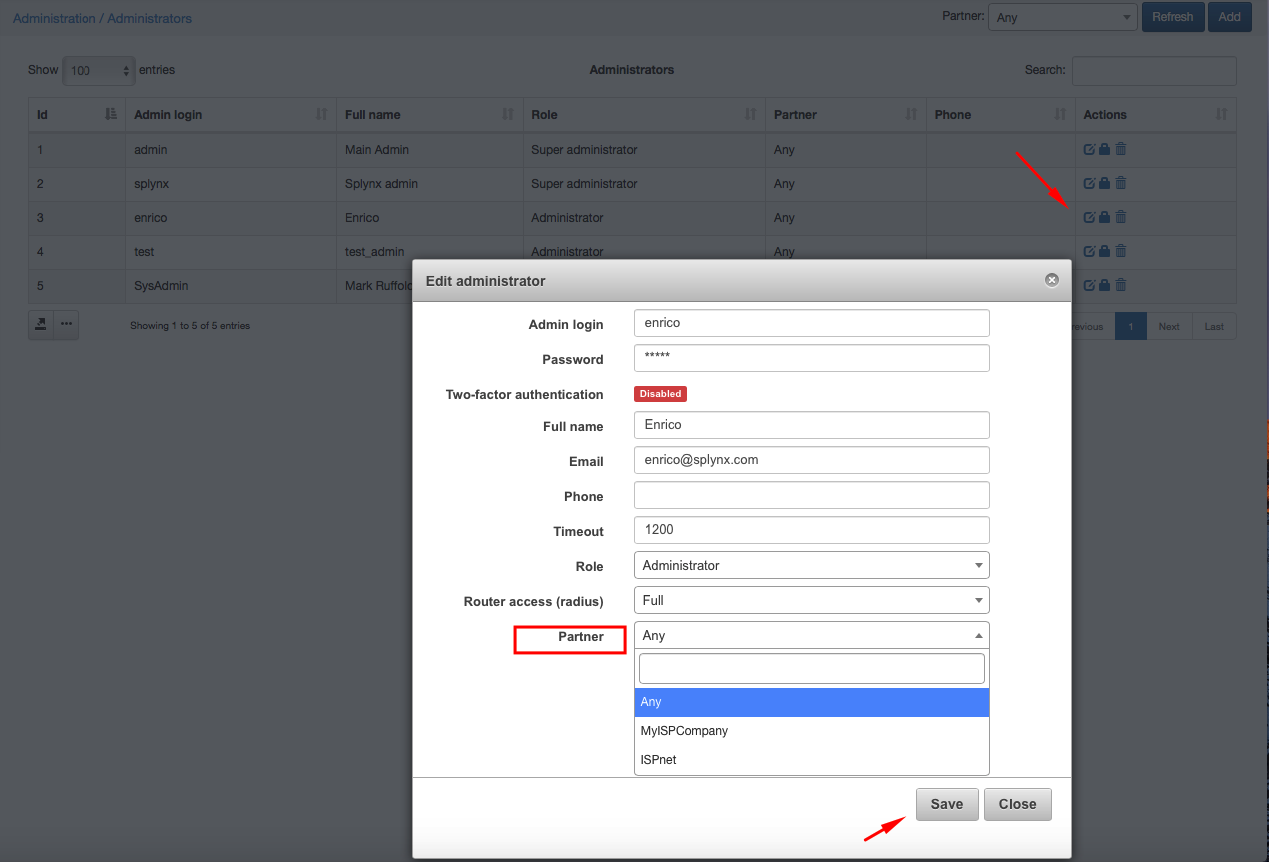 Administration / Administrators
Partner: Any Refresh Add
Show 100 entries Administrators Search:
Id Admin login Full name Role Partner Phone Actions
1 admin Main Admin Super administrator Any
2 splynx Splynx admin Super administrator Any
3 enrico Enrico Administrator Any
4 test test_admin Administrator Any
5 SysAdmin Mark Ruffolo
Showing 1 to 5 of 5 entries
revious 1 Next Last
Edit administrator
Admin login enrico
Password *****
Two-factor authentication Disabled
Full name Enrico
Email enrico@splynx.com
Phone
Timeout 1200
Role Administrator
Router access (radius) Full
Partner Any
Any
MyISPCompany
ISPnet
Save Close